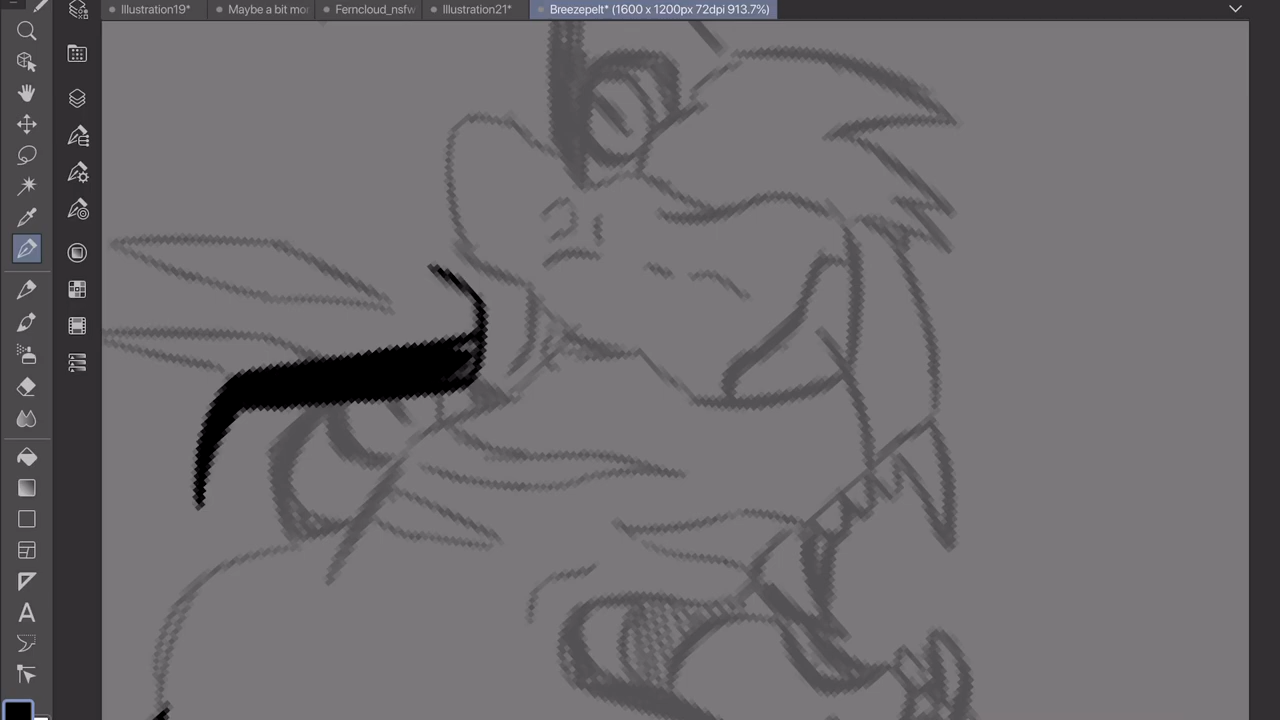 Illustration19*
Maybe a bit mor
Ferncloud_nsfw
Illustration21*
Breezepelt* (1600 x 1200px 72dpi 913.7%)
A